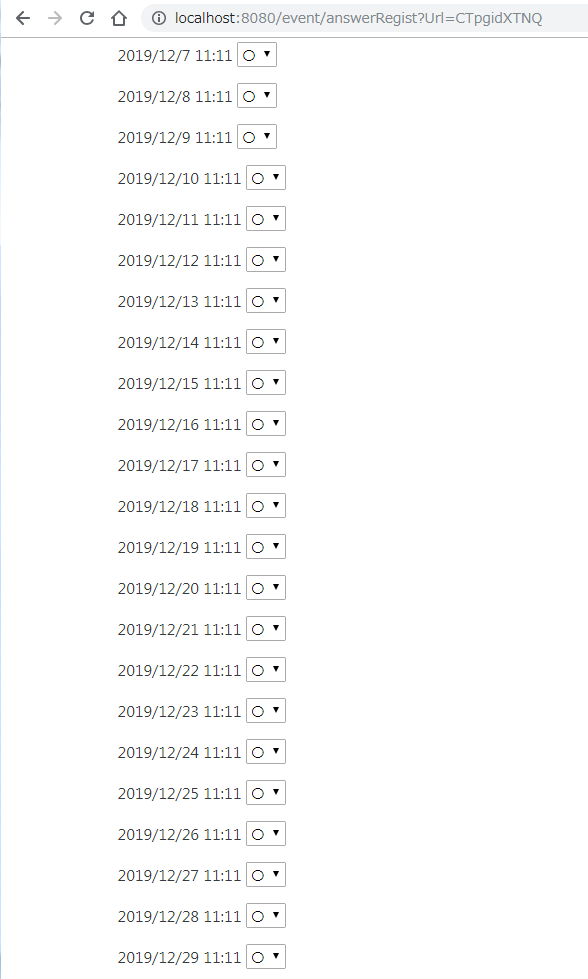 localhost:8080/event/answerRegist?Url=CTpgidXTNQ
2019/12/7 11:11 ○
2019/12/8 11:11 ○
2019/12/9 11:11 ○
2019/12/10 11:11 ○
2019/12/11 11:11 ○
2019/12/12 11:11 ○
2019/12/13 11:11 ○
2019/12/14 11:11 ○
2019/12/15 11:11 ○
2019/12/16 11:11 ○
2019/12/17 11:11 ○
2019/12/18 11:11 ○
2019/12/19 11:11 ○
2019/12/20 11:11 ○
2019/12/21 11:11 ○
2019/12/22 11:11 ○
2019/12/23 11:11 ○
2019/12/24 11:11 ○
2019/12/25 11:11 ○
2019/12/26 11:11 ○
2019/12/27 11:11 ○
2019/12/28 11:11 ○
2019/12/29 11:11 ○